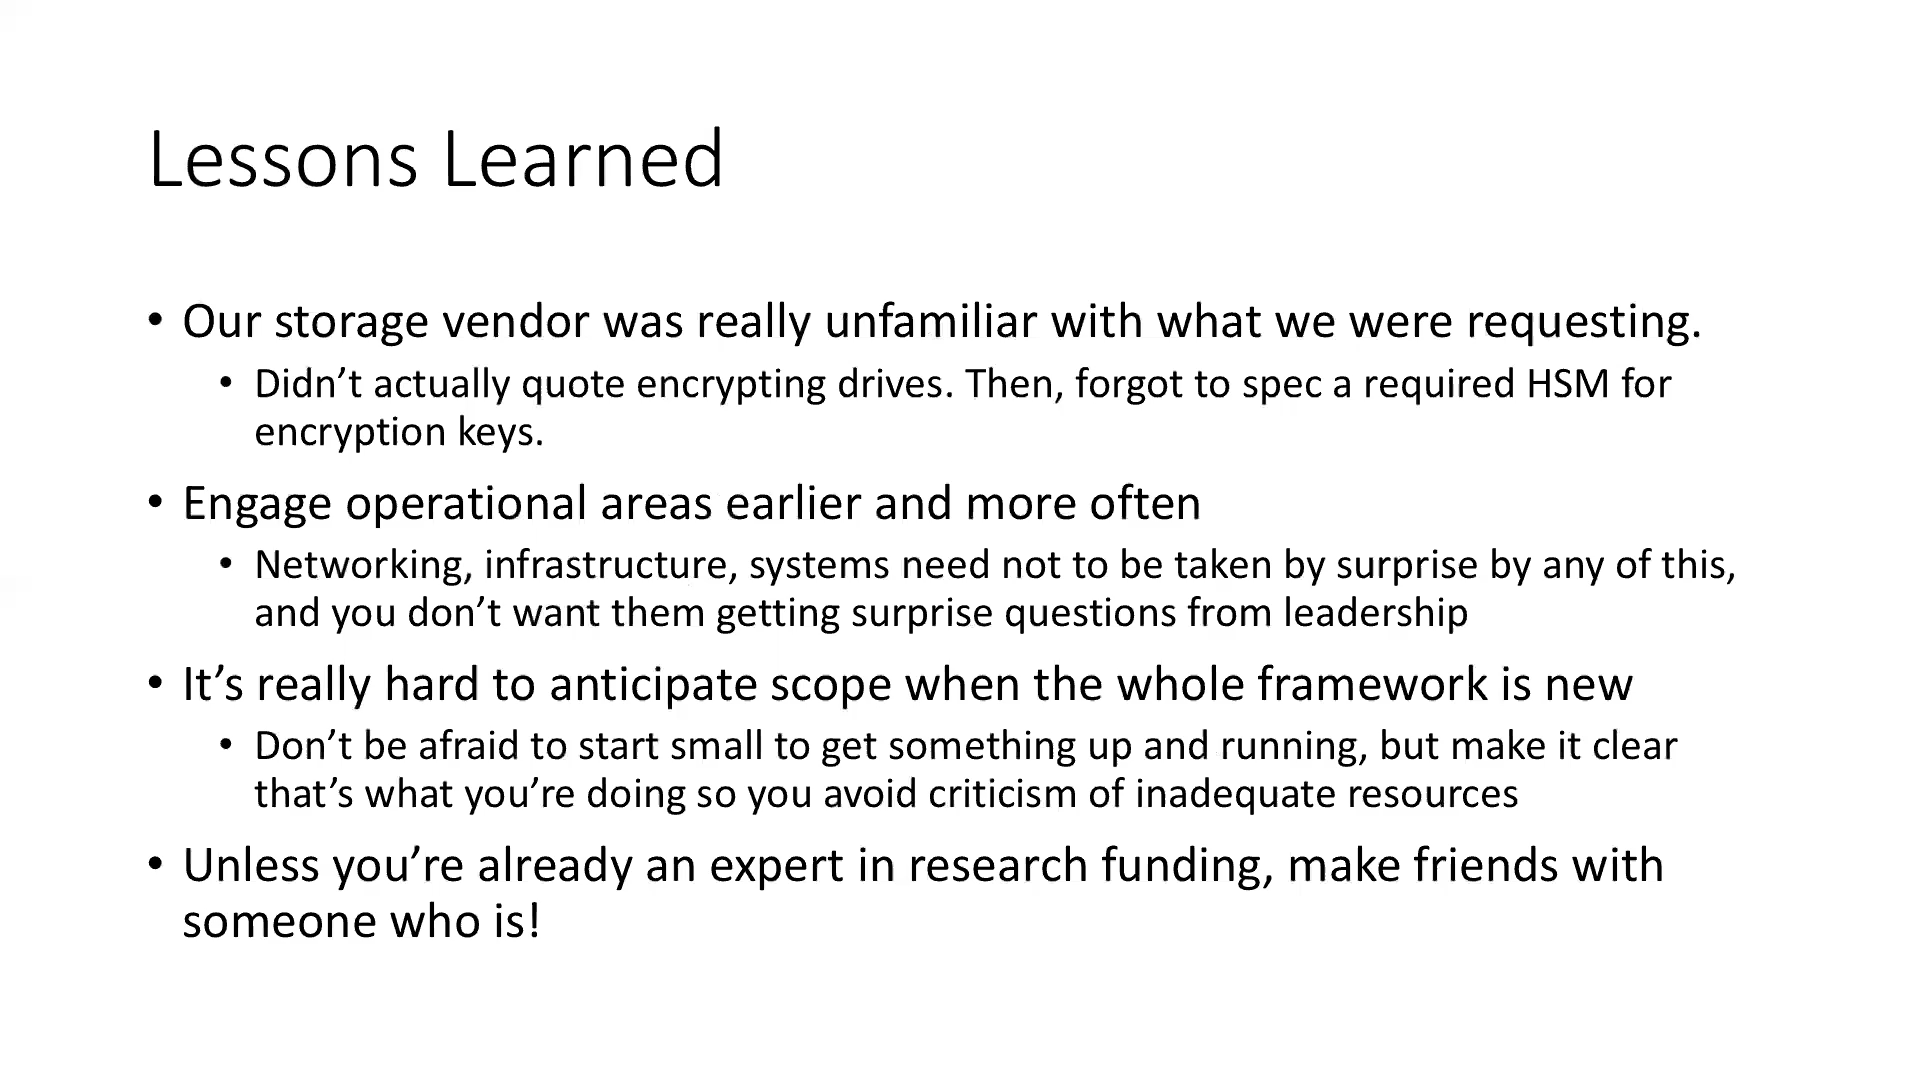 Lessons Learned
• Our storage vendor was really unfamiliar with what we were requesting.
• Didn’t actually quote encrypting drives. Then, forgot to spec a required HSM for
encryption keys.
• Engage operational areas earlier and more often
• Networking, infrastructure, systems need not to be taken by surprise by any of this,
and you don’t want them getting surprise questions from leadership
• It’s really hard to anticipate scope when the whole framework is new
• Don’t be afraid to start small to get something up and running, but make it clear
that’s what you’re doing so you avoid criticism of inadequate resources
• Unless you’re already an expert in research funding, make friends with
someone who is!